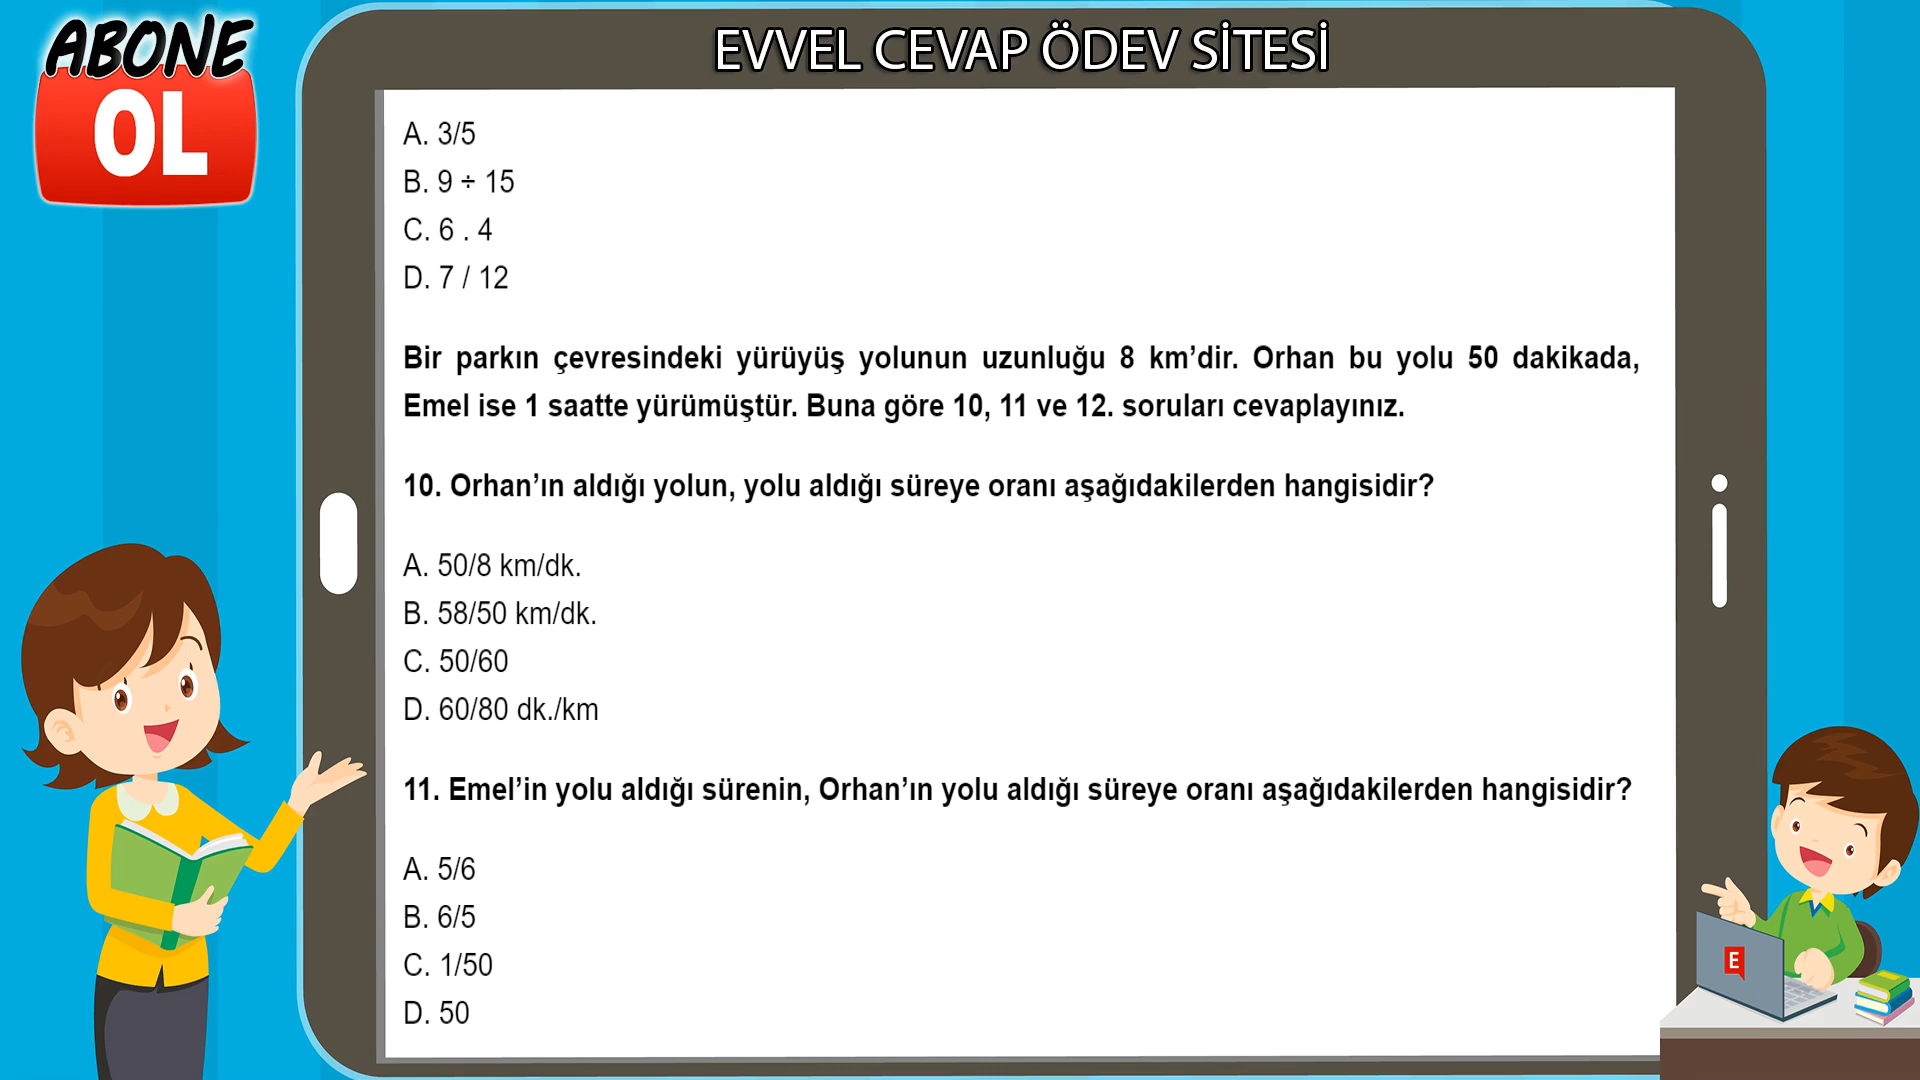 ABONE
OL
EVVEL CEVAP ÖDEV SİTESİ
A. 3/5
B. 9 ÷ 15
C. 6 . 4
D. 7 / 12
Bir parkın çevresindeki yürüyüş yolunun uzunluğu 8 km’dir. Orhan bu yolu 50 dakikada,
Emel ise 1 saatte yürümüştür. Buna göre 10, 11 ve 12. soruları cevaplayınız.
10. Orhan’ın aldığı yolun, yolu aldığı süreye oranı aşağıdakilerden hangisidir?
A. 50/8 km/dk.
B. 58/50 km/dk.
C. 50/60
D. 60/80 dk./km
11. Emel’in yolu aldığı sürenin, Orhan’ın yolu aldığı süreye oranı aşağıdakilerden hangisidir?
A. 5/6
B. 6/5
C. 1/50
D. 50
E